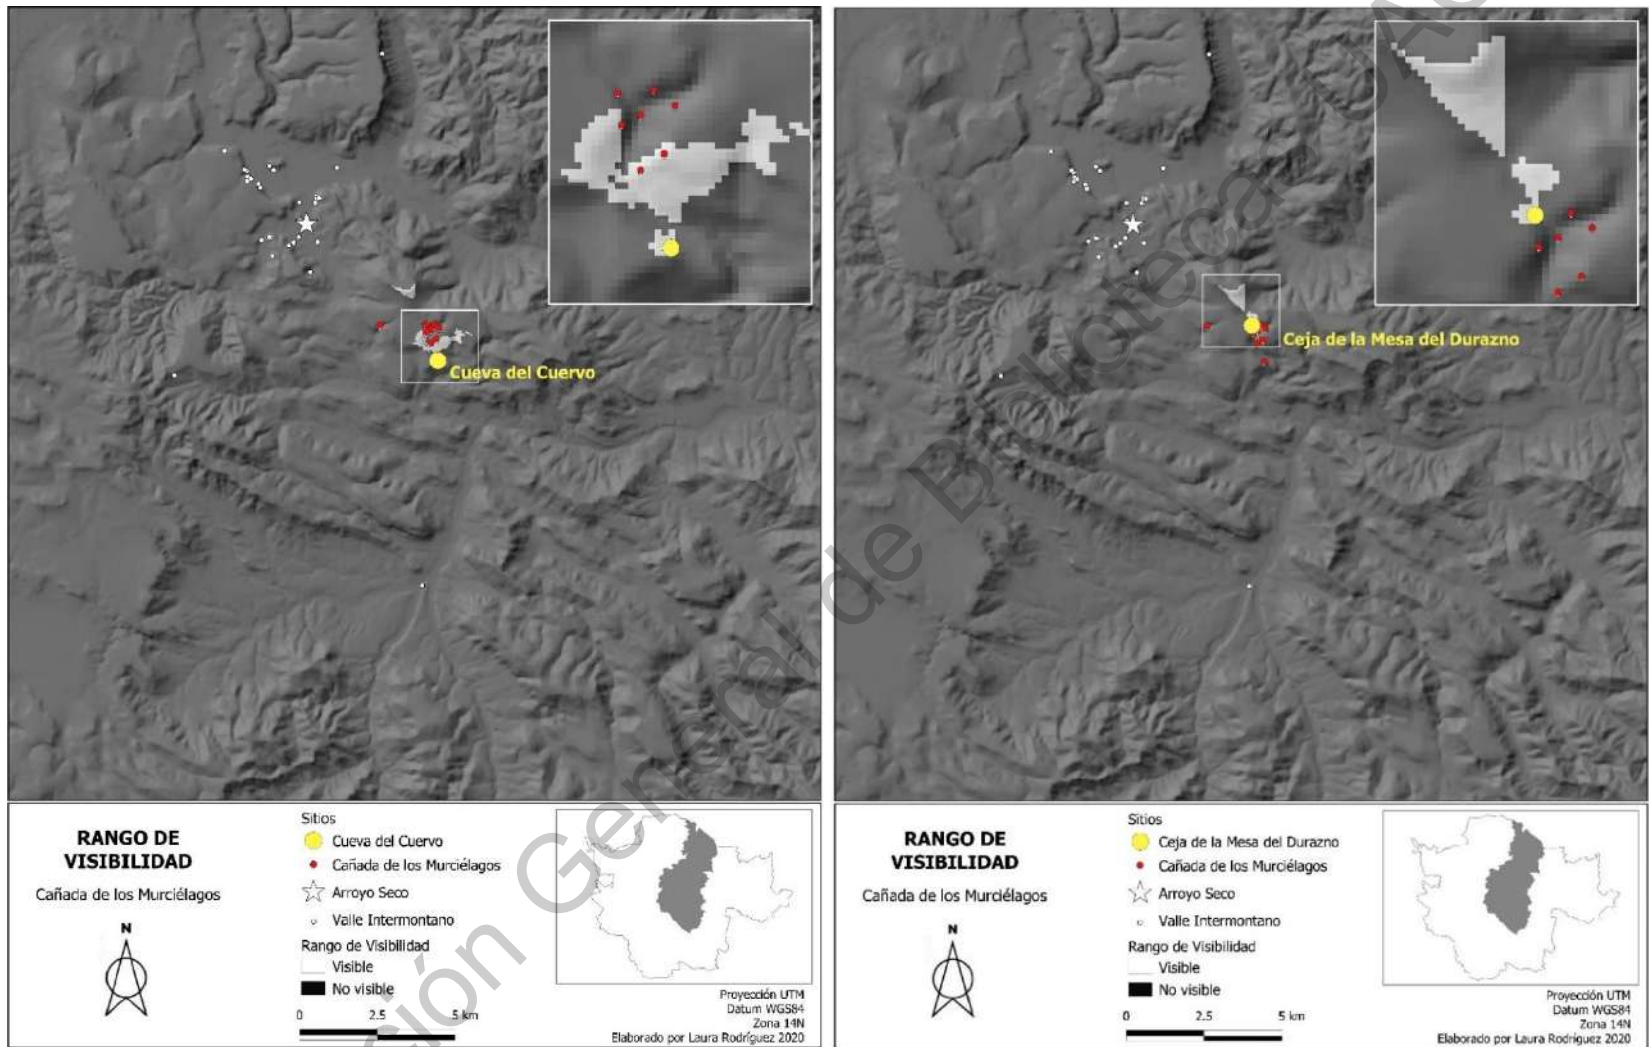 Cueva del Cuervo
RANGO DE
VISIBILIDAD
Cañada de los Murciélagos
N
Sitios
Cueva del Cuervo
Cañada de los Murciélagos
Arroyo Seco
Valle Intermontano
Rango de Visibilidad
Visible
No visible
0 2.5 5 km
Proyección UTM
Datum WGS84
Zona 14N
Elaborado por Laura Rodríguez 2020
Ceja de la Mesa del Durazno
RANGO DE
VISIBILIDAD
Cañada de los Murciélagos
N
Sitios
Ceja de la Mesa del Durazno
Cañada de los Murciélagos
Arroyo Seco
Valle Intermontano
Rango de Visibilidad
Visible
No visible
0 2.5 5 km
Proyección UTM
Datum WGS84
Zona 14N
Elaborado por Laura Rodríguez 2020
General de Bibliotecas